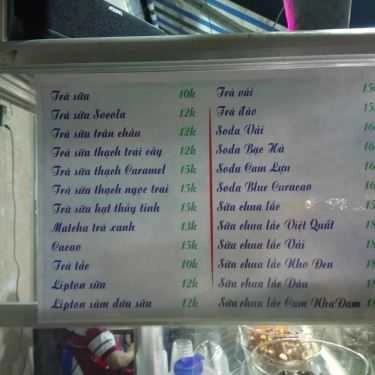 Trà sữa 10k
Trà sữa Socola 12k
Trà sữa trân châu 12k
Trà sữa thạch trái cây 12k
Trà sữa thạch Caramel 15k
Trà sữa thạch ngọc trai 15k
Trà sữa hạt thủy tinh 15k
Matcha trà xanh 13k
Cacao 15k
Trà tắc 10k
Lipton sữa 12k
Lipton sâm dứa sữa 12k
Trà vải
Trà đào
Soda Vải
Soda Bạc Hà
Soda Cam Lựu
Soda Blue Curacao
Sữa chua lắc
Sữa chua lắc Việt Quất
Sữa chua lắc Vải
Sữa chua lắc Nho Đen
Sữa chua lắc Dâu
Sữa chua lắc Cam NhaĐam